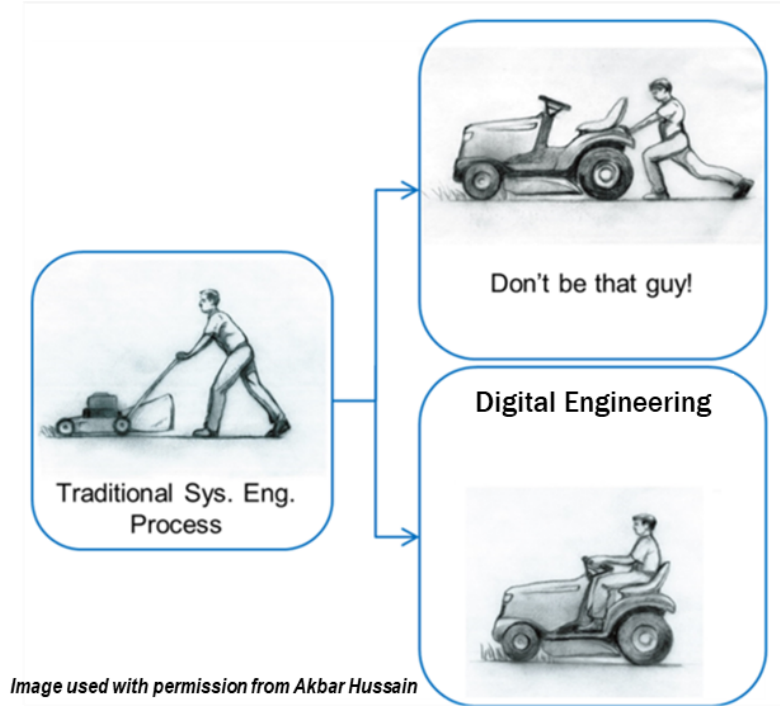 Don't be that guy!
Traditional Sys. Eng.
Process
Digital Engineering
Image used with permission from Akbar Hussain